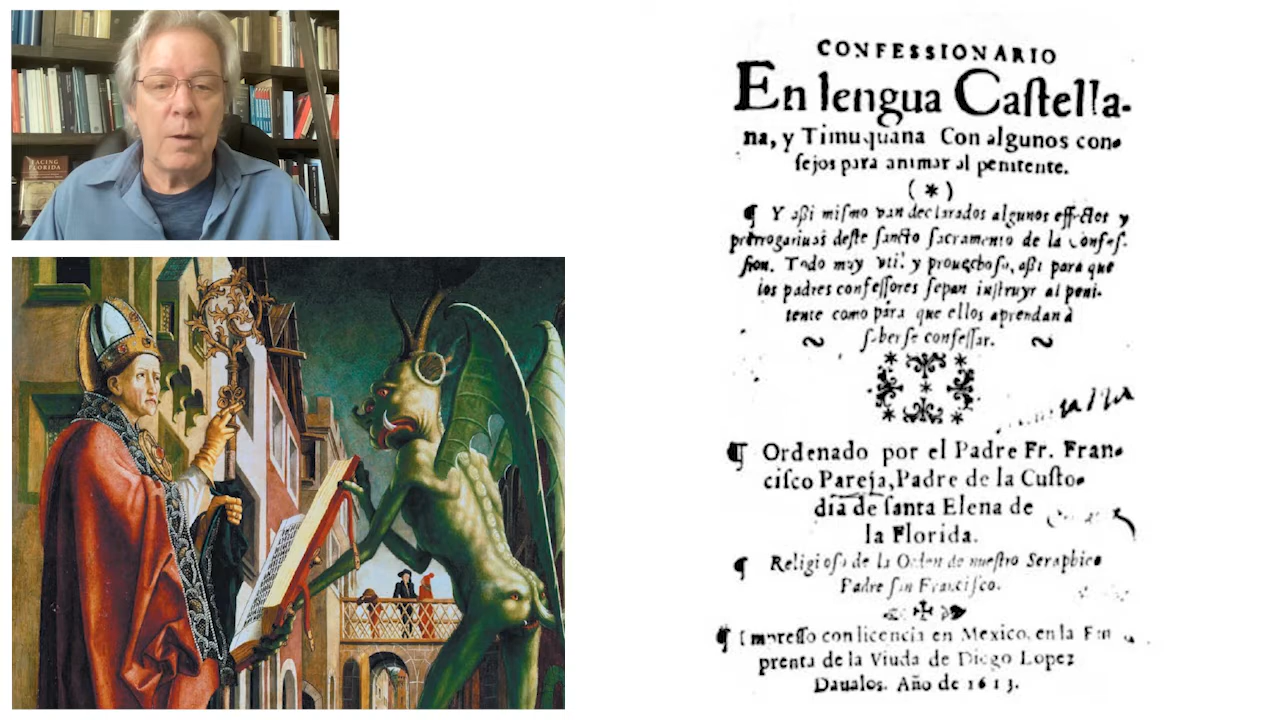 FACING
FLORIDA
CONFESSIONARIO
En lengua Caſtella-
na, y Timuquana Con algunos con-
ſejos para animar al penitente.
(*)
¶ Y aßi miſmo van declarados algunos effectos y
prerrogatiuas deſte ſancto ſacramento de la confeſ-
ſion. Todo muy vtil y prouechoſo, aßi para que
los padres confeſſores ſepan inſtruyr al peni-
tente como para que ellos aprendan à
ſaberſe confeſſar.
¶ Ordenado por el Padre Fr. Fran-
ciſco Pareja, Padre de la Cuſto-
dia de ſanta Elena de
la Florida.
¶ Religioſo de la Orden de nueſtro Seraphico
Padre ſan Franciſco.
¶ Impreſſo con licencia en Mexico, en la Em
prenta de la Viuda de Diego Lopez
Daualos. Año de 1613.